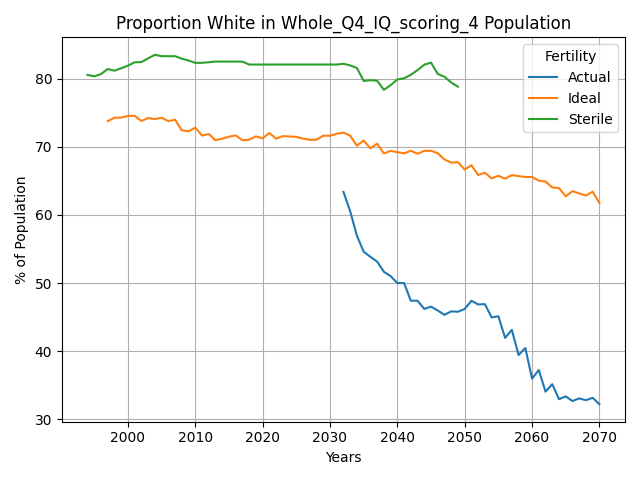 Proportion White in Whole_Q4_IQ_scoring_4 Population
% of Population
80
70
60
50
40
30
Fertility
Actual
Ideal
Sterile
2000 2010 2020 2030 2040 2050 2060 2070
Years